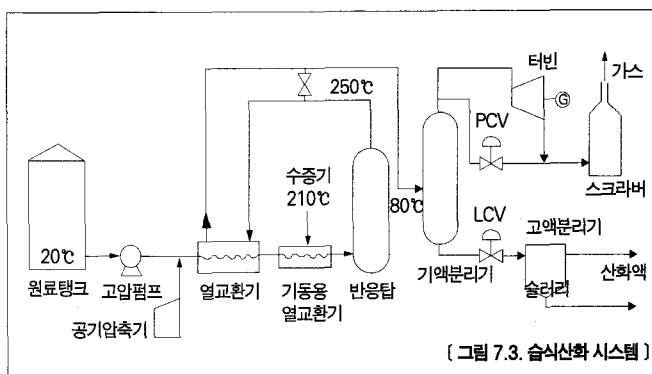 터빈
가스
250℃
G
PCV
수증기
210℃
스크라버
80℃
LCV
고액분리기
20℃
산화액
원료탱크
고압펌프
열교환기
기동용
열교환기
반응탑
기액분리기
슬러리
공기압축기
[ 그림 7.3. 습식산화 시스템 ]